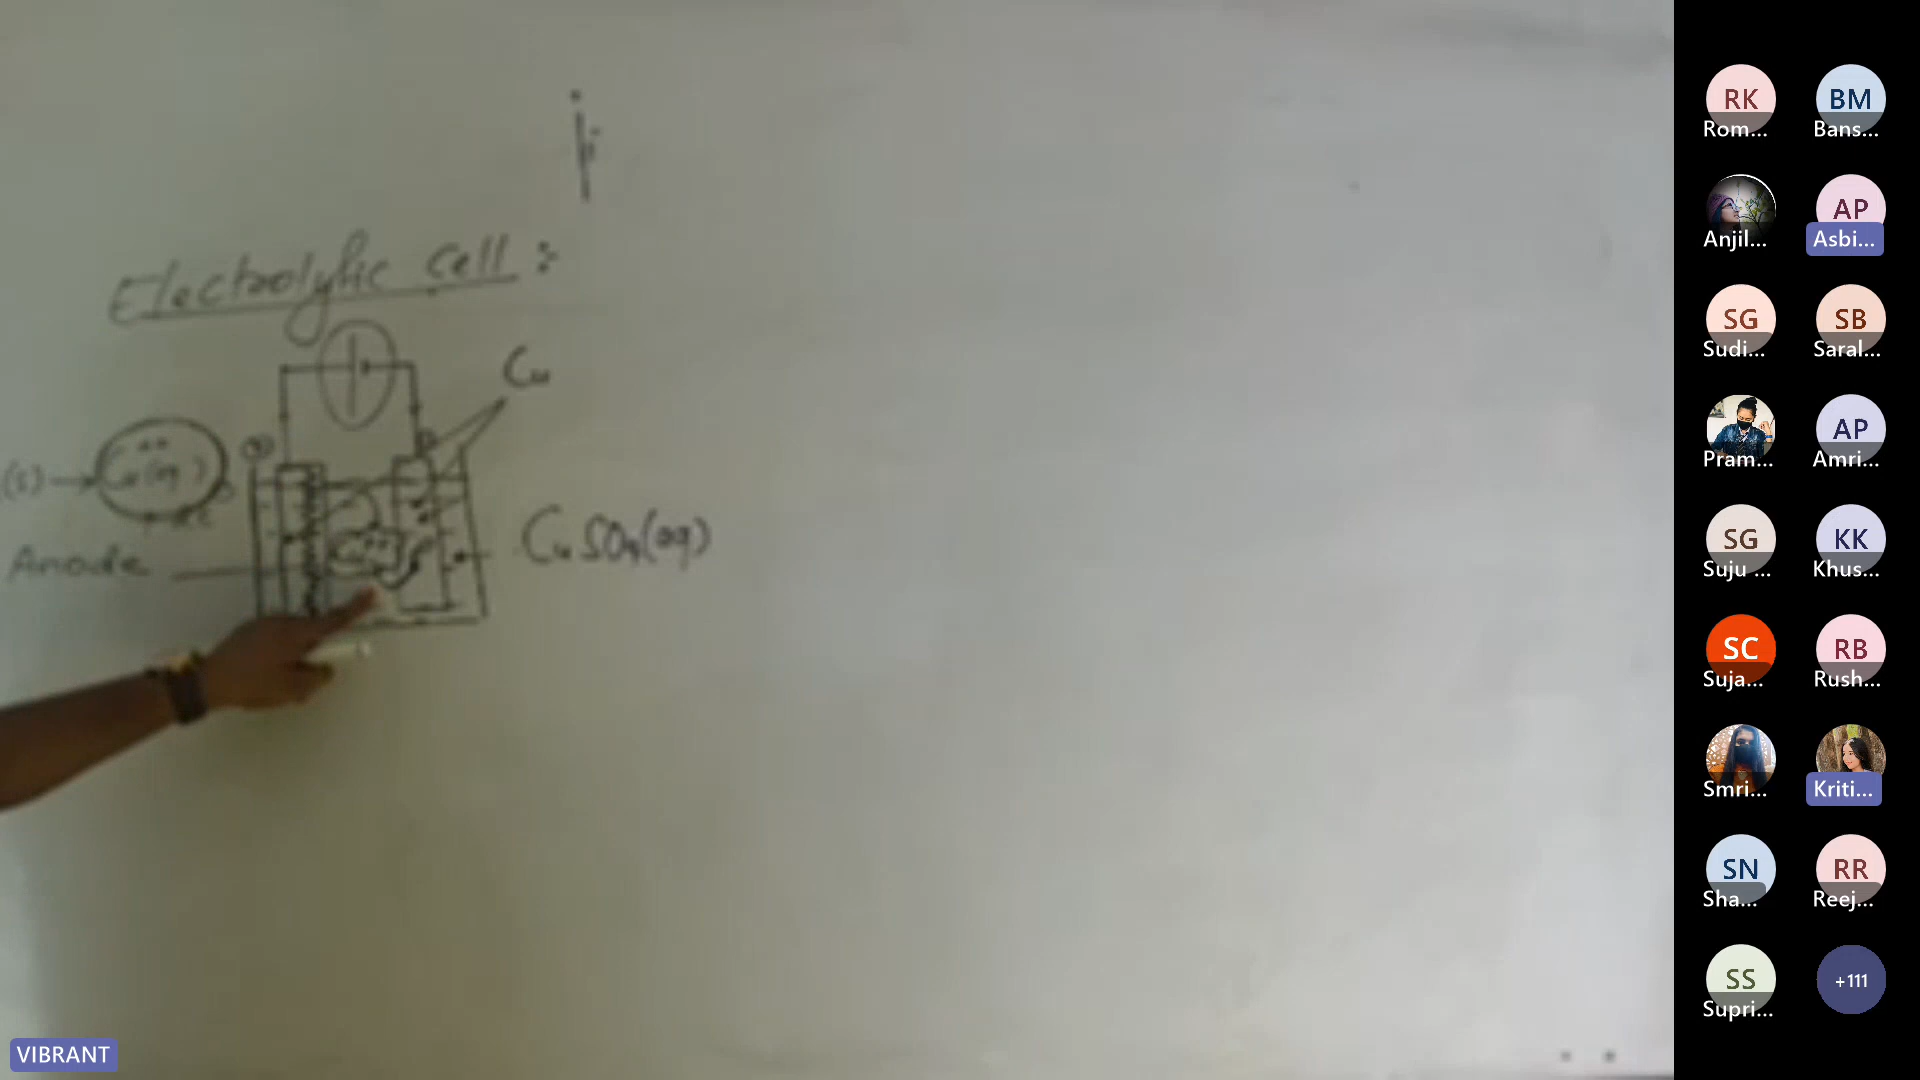 Electrolytic Cell :
Cu
(s) → Cu++(aq)
Anode
CuSO4(aq)
VIBRANT
RK
Rom...
BM
Bans...
Anjil...
AP
Asbi...
SG
Sudi...
SB
Saral...
Pram...
AP
Amri...
SG
Suju ...
KK
Khus...
SC
Suja...
RB
Rush...
Smri...
Kriti...
SN
Sha...
RR
Reej...
SS
Supri...
+111